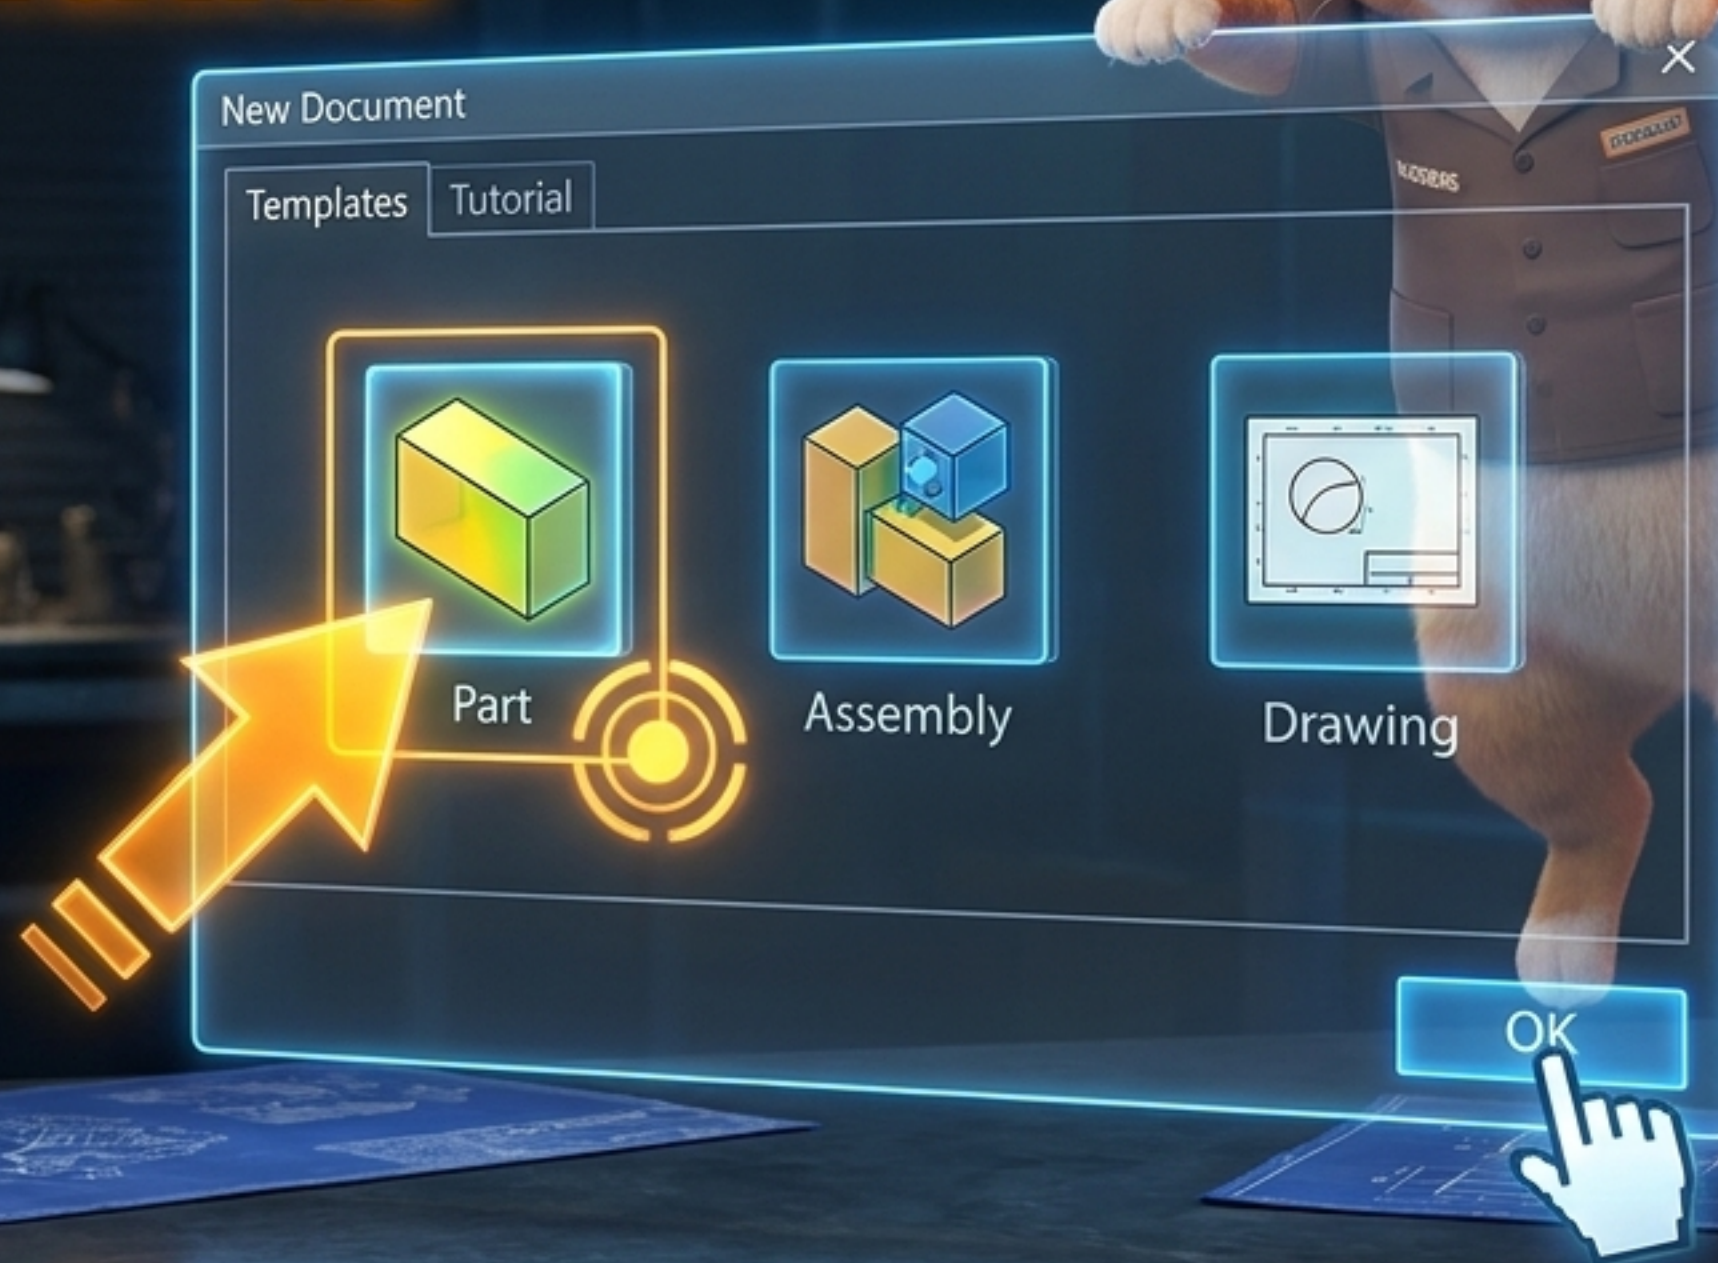 New Document
Templates
Tutorial
Part
Assembly
Drawing
OK